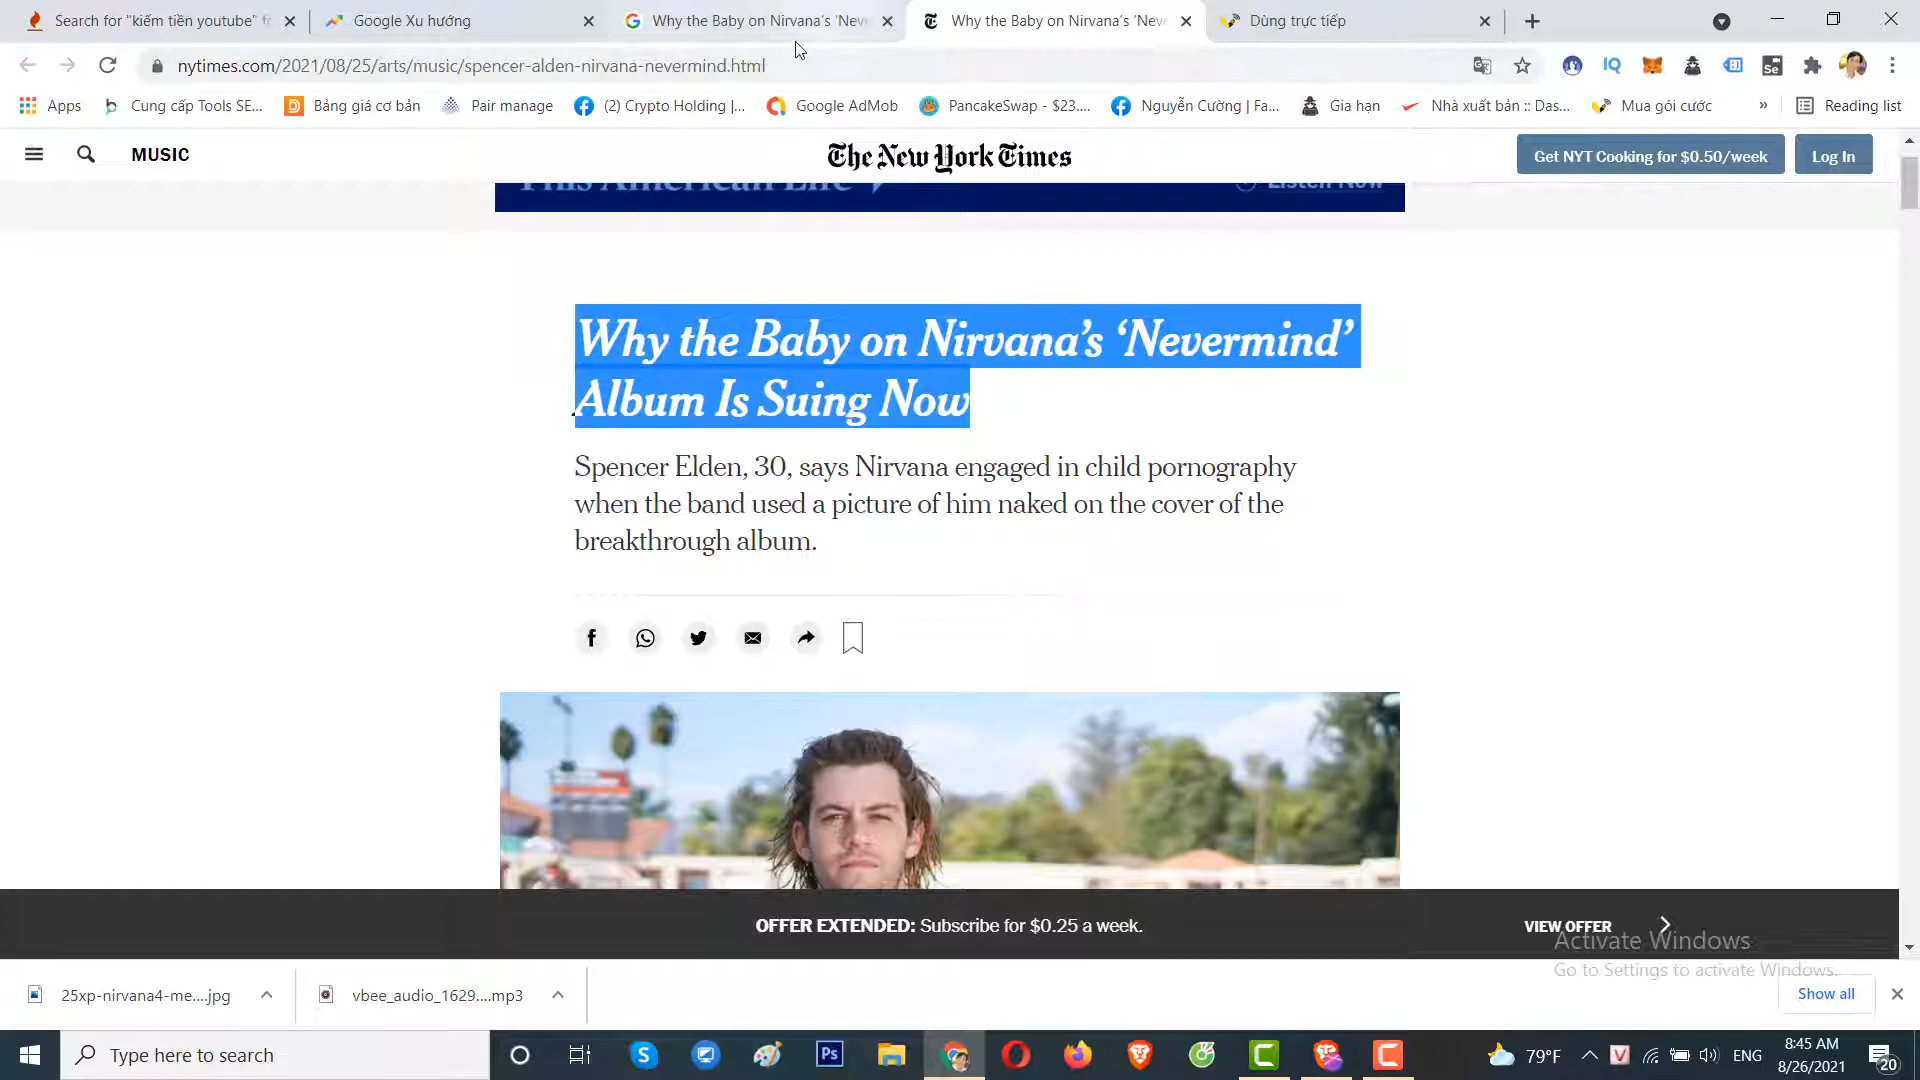 Search for "kiếm tiền youtube" f
Google Xu hướng
Why the Baby on Nirvana's 'Neve
Why the Baby on Nirvana's 'Neve
Dùng trực tiếp
nytimes.com/2021/08/25/arts/music/spencer-alden-nirvana-nevermind.html
Apps
Cung cấp Tools SE...
Bảng giá cơ bản
Pair manage
(2) Crypto Holding |...
Google AdMob
PancakeSwap - $23....
Nguyễn Cường | Fa...
Gia hạn
Nhà xuất bản :: Das...
Mua gói cước
»
Reading list
MUSIC
The New York Times
Get NYT Cooking for $0.50/week
Log In
This American Life
Listen Now
Why the Baby on Nirvana's 'Nevermind'
Album Is Suing Now
Spencer Elden, 30, says Nirvana engaged in child pornography
when the band used a picture of him naked on the cover of the
breakthrough album.
OFFER EXTENDED: Subscribe for $0.25 a week.
VIEW OFFER
Activate Windows
Go to Settings to activate Windows.
25xp-nirvana4-me....jpg
vbee_audio_1629....mp3
Show all
Type here to search
79°F
ENG
8:45 AM
8/26/2021
20